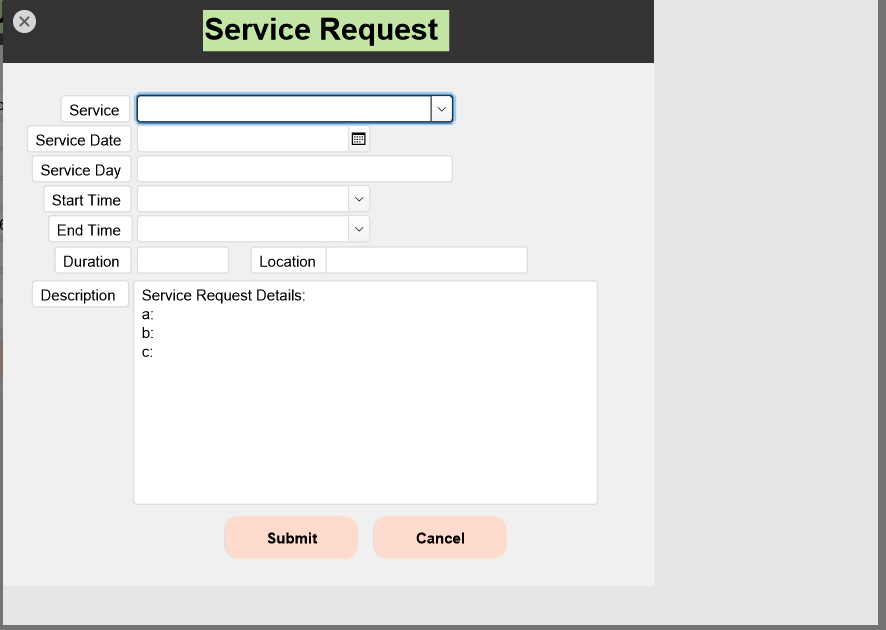 Service Request
Service
Service Date
Service Day
Start Time
End Time
Duration
Location
Description
Service Request Details:
a:
b:
c:
Submit
Cancel